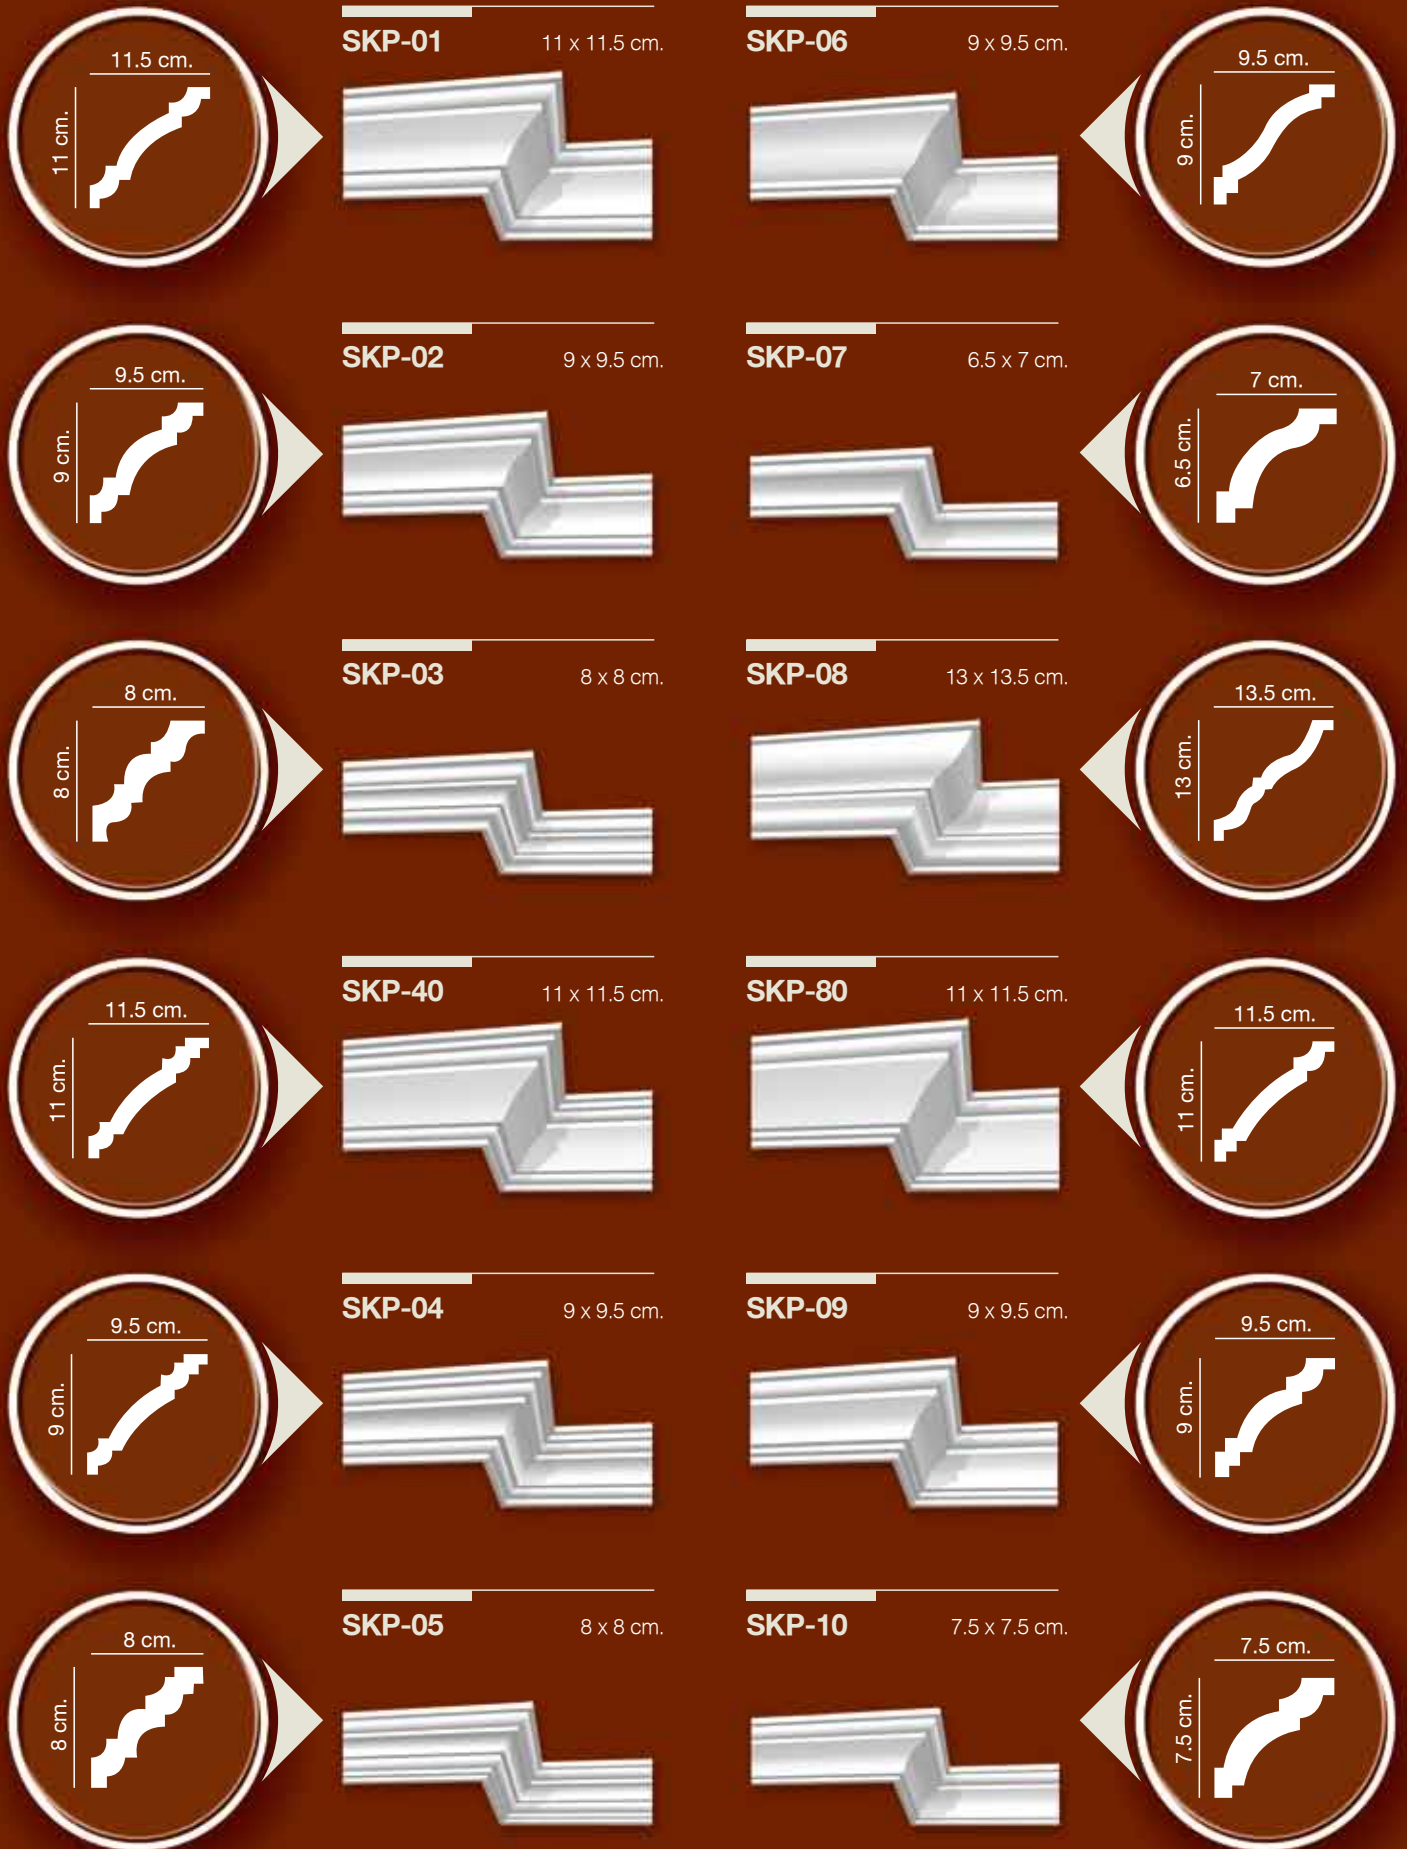 SKP-01 11 x 11.5 cm.
11.5 cm.
11 cm.
SKP-06 9 x 9.5 cm.
9.5 cm.
9 cm.
SKP-02 9 x 9.5 cm.
9.5 cm.
9 cm.
SKP-07 6.5 x 7 cm.
7 cm.
6.5 cm.
SKP-03 8 x 8 cm.
8 cm.
8 cm.
SKP-08 13 x 13.5 cm.
13.5 cm.
13 cm.
SKP-40 11 x 11.5 cm.
11.5 cm.
11 cm.
SKP-80 11 x 11.5 cm.
11.5 cm.
11 cm.
SKP-04 9 x 9.5 cm.
9.5 cm.
9 cm.
SKP-09 9 x 9.5 cm.
9.5 cm.
9 cm.
SKP-05 8 x 8 cm.
8 cm.
8 cm.
SKP-10 7.5 x 7.5 cm.
7.5 cm.
7.5 cm.